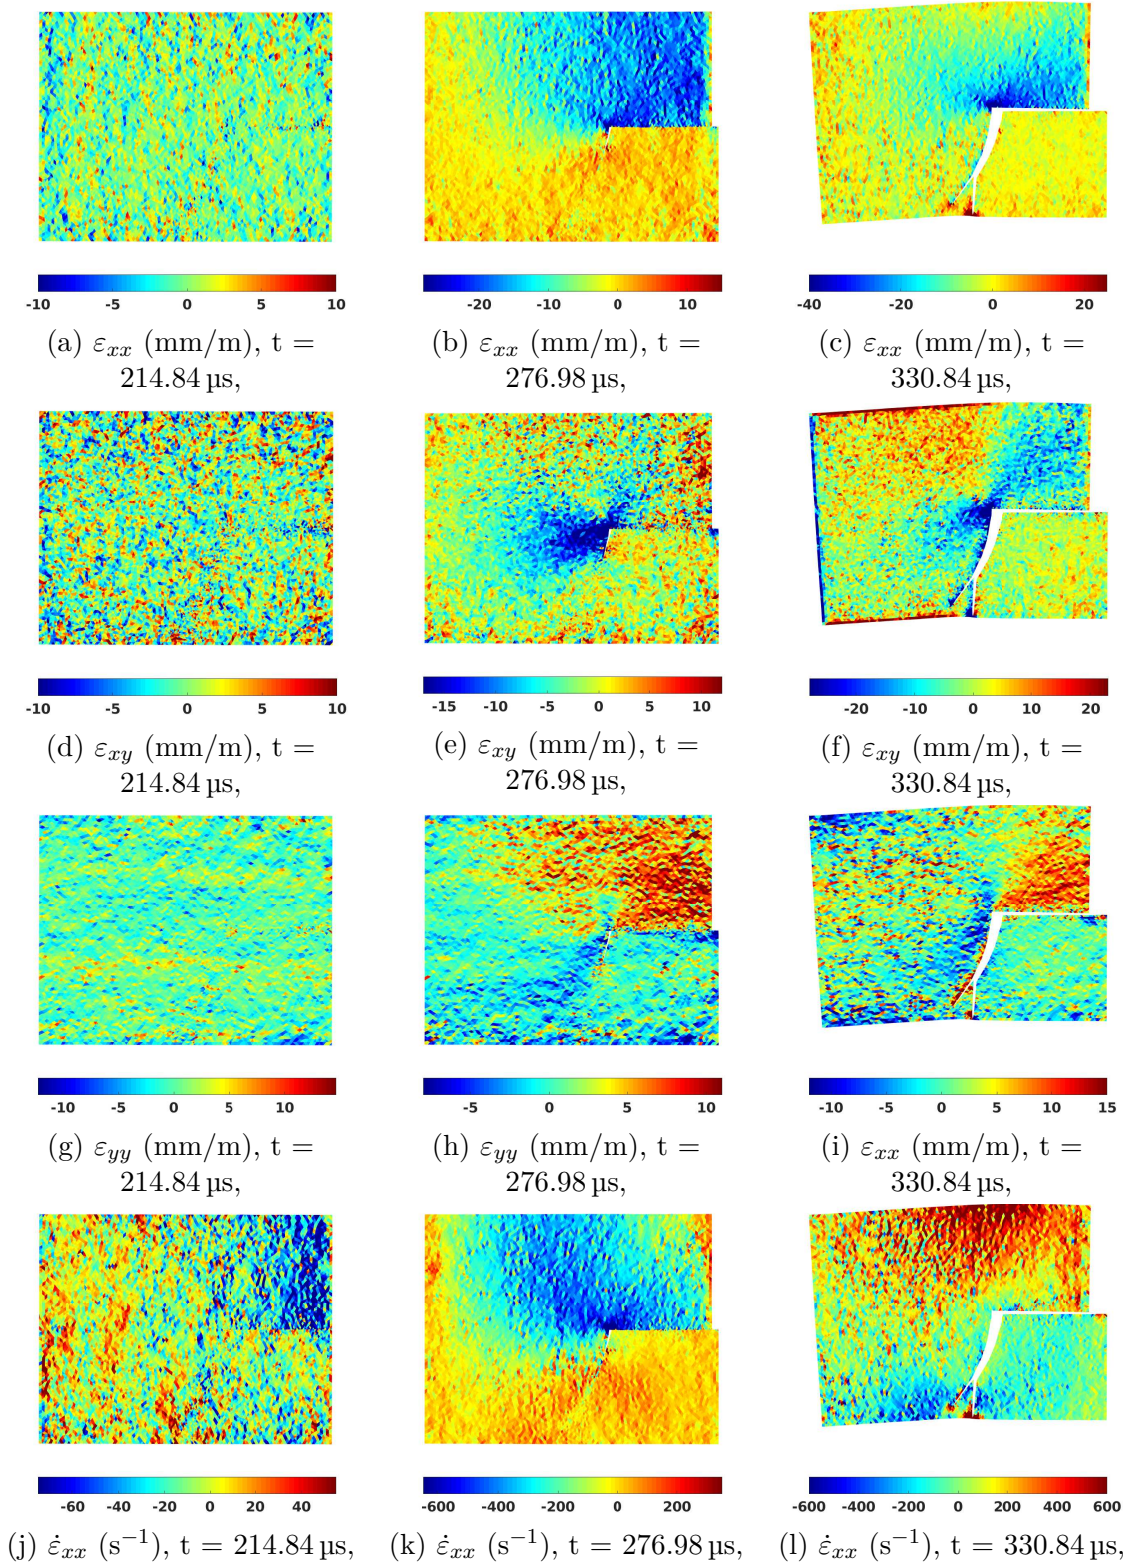 -10 -5 0 5 10
-20 -10 0 10
-40 -20 0 20
(a) εxx (mm/m), t =
214.84 µs,
(b) εxx (mm/m), t =
276.98 µs,
(c) εxx (mm/m), t =
330.84 µs,
-10 -5 0 5 10
-15 -10 -5 0 5 10
-20 0 20
(d) εxy (mm/m), t =
214.84 µs,
(e) εxy (mm/m), t =
276.98 µs,
(f) εxy (mm/m), t =
330.84 µs,
-10 -5 0 5 10
-5 0 5 10
-10 -5 0 5 10 15
(g) εyy (mm/m), t =
214.84 µs,
(h) εyy (mm/m), t =
276.98 µs,
(i) εxx (mm/m), t =
330.84 µs,
-60 -40 -20 0 20 40
-600 -400 -200 0 200
-600 -400 -200 0 200 400 600
(j) ε̇xx (s⁻¹), t = 214.84 µs,
(k) ε̇xx (s⁻¹), t = 276.98 µs,
(l) ε̇xx (s⁻¹), t = 330.84 µs,